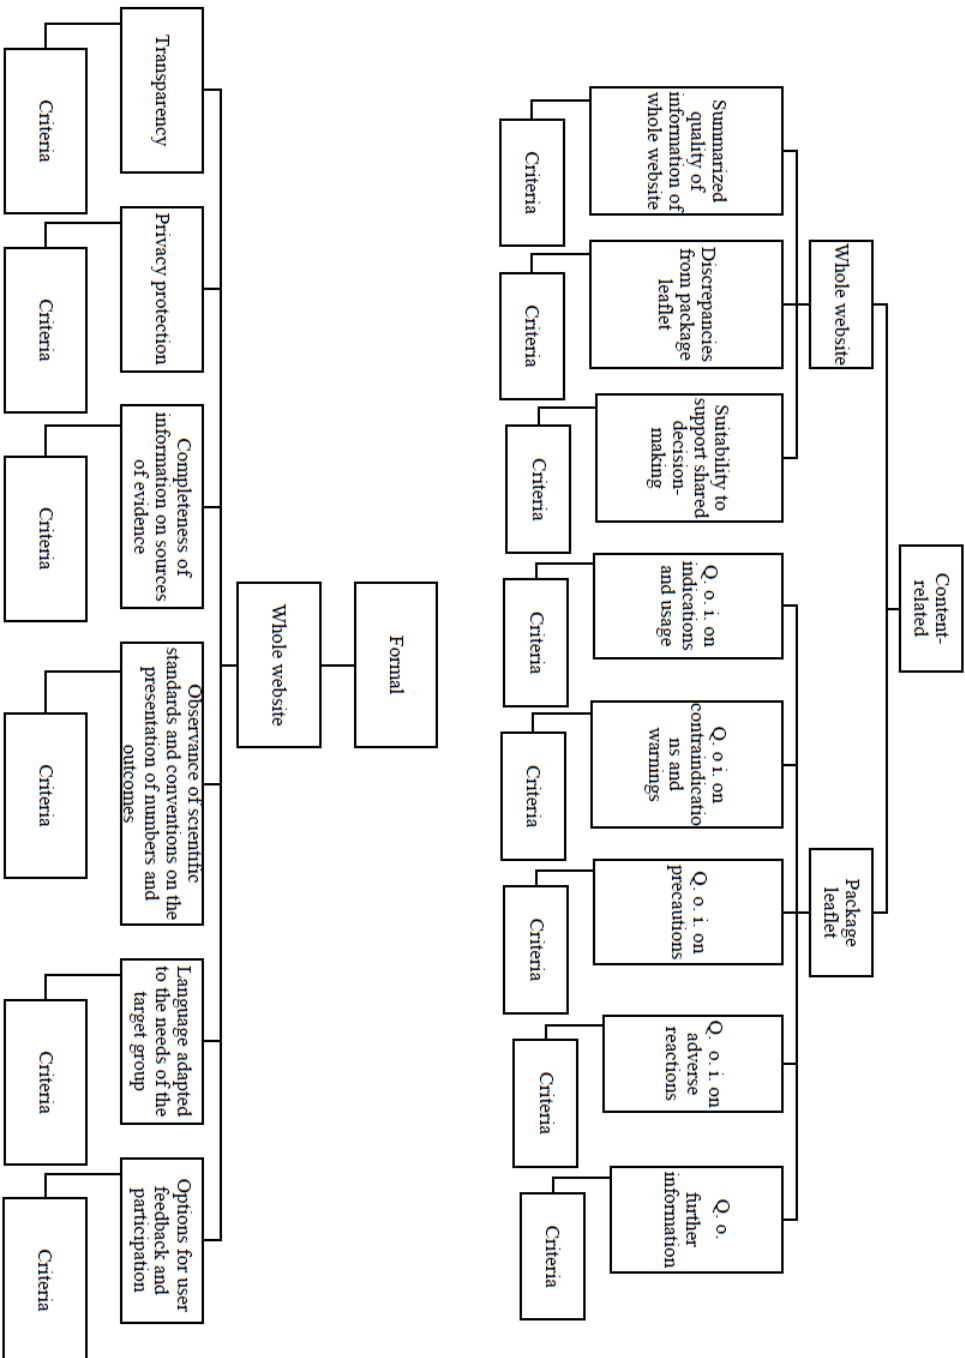 Content-
related
Whole website
Package
leaflet
Summarized
quality of
information of
whole website
Discrepancies
from package
leaflet
Suitability to
support shared
decision-
making
Q. o. i. on
indications
and usage
Q. o i. on
contraindicatio
ns and
warnings
Q. o. i. on
precautions
Q. o. i. on
adverse
reactions
Q. o.
further
information
Criteria
Criteria
Criteria
Criteria
Criteria
Criteria
Criteria
Criteria
Formal
Whole website
Transparency
Privacy protection
Completeness of
information on sources
of evidence
Observance of scientific
standards and conventions on the
presentation of numbers and
outcomes
Language adapted
to the needs of the
target group
Options for user
feedback and
participation
Criteria
Criteria
Criteria
Criteria
Criteria
Criteria